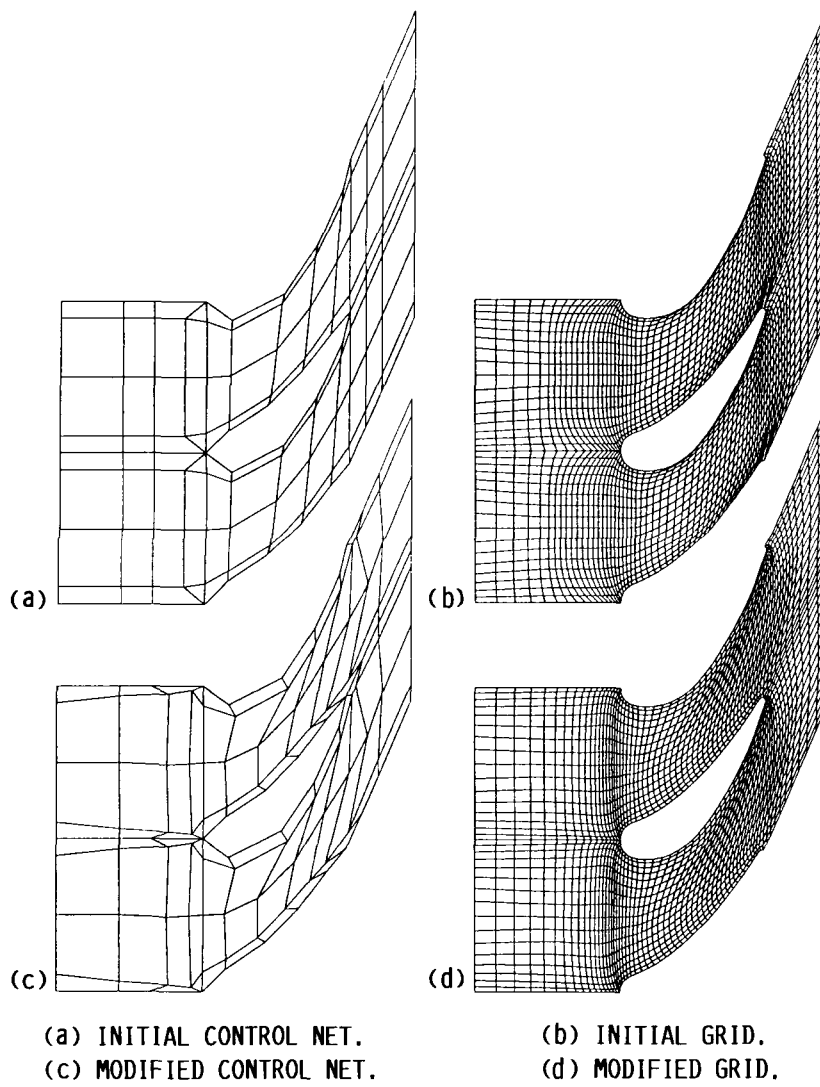 (a)
(b)
(c)
(d)
(a) INITIAL CONTROL NET.
(b) INITIAL GRID.
(c) MODIFIED CONTROL NET.
(d) MODIFIED GRID.